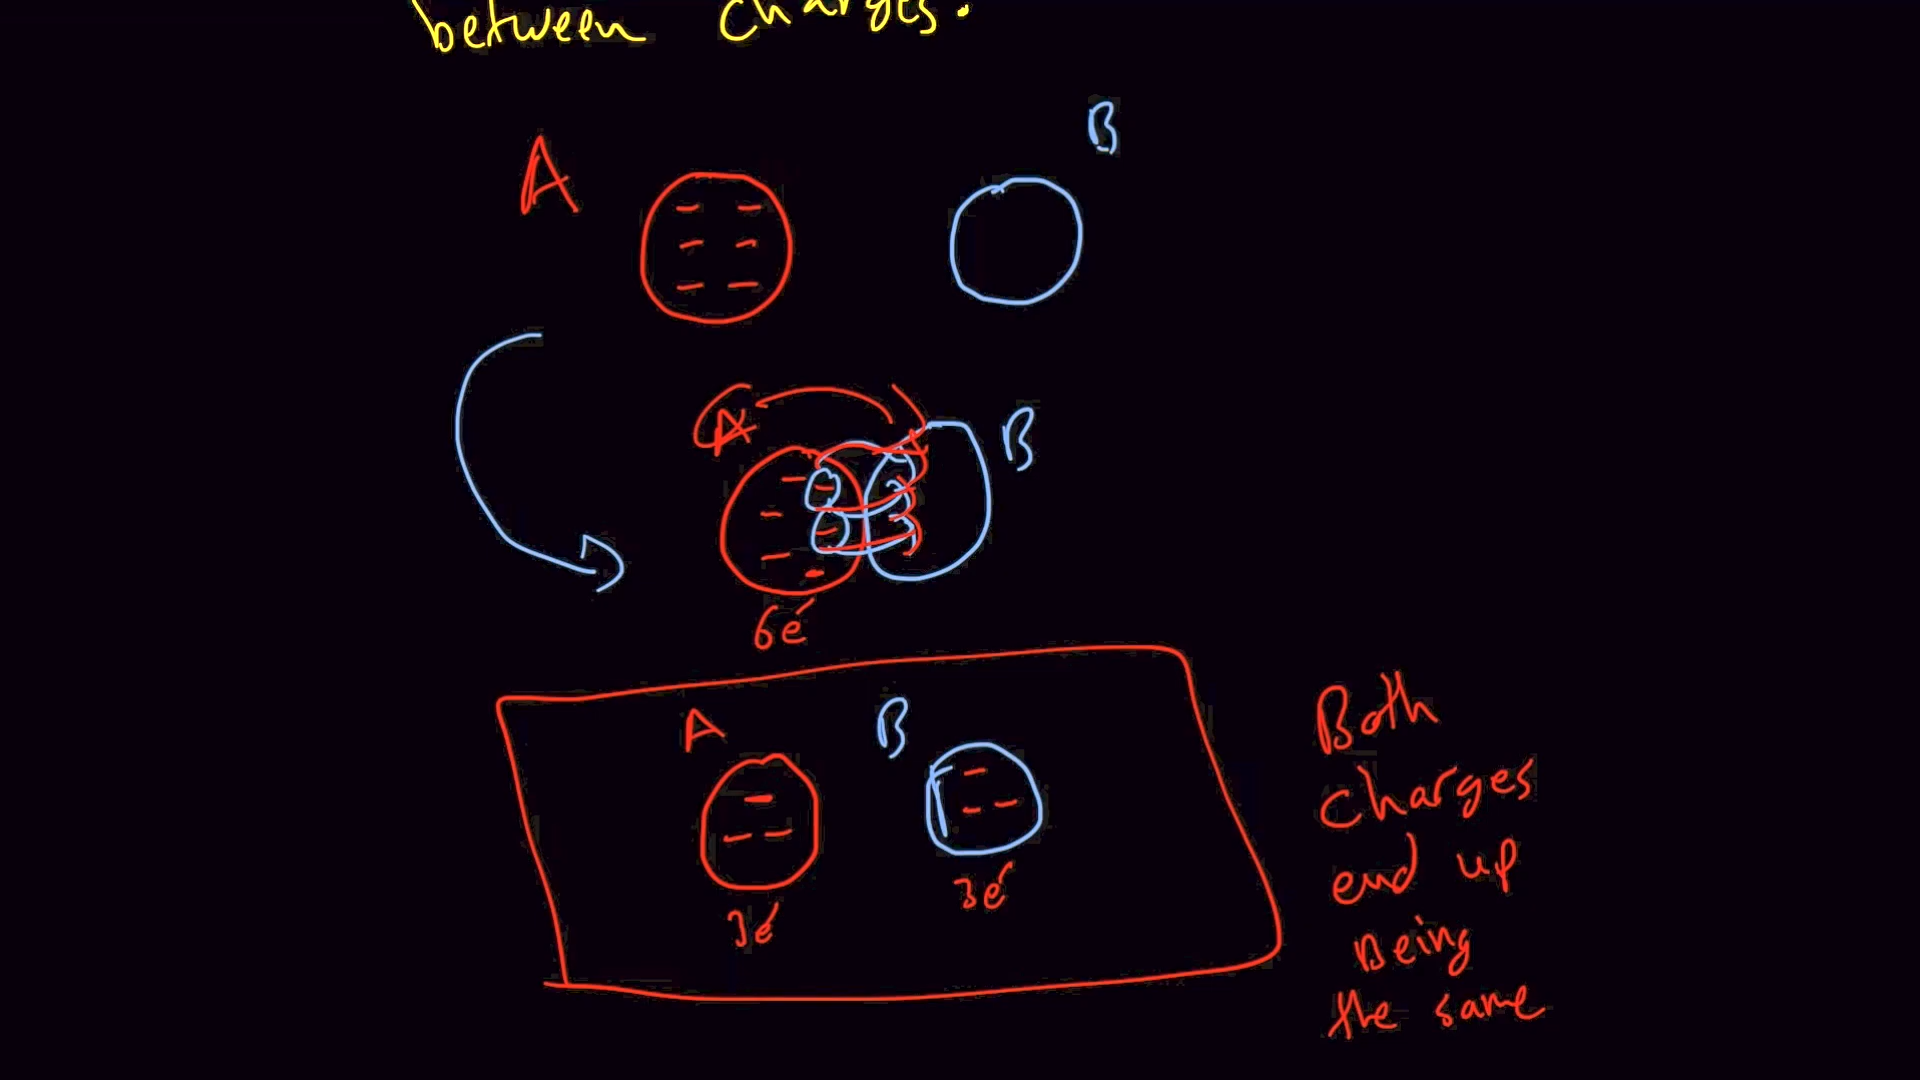 between charges.
A
B
A
B
6e⁻
A
B
3e⁻
3e⁻
Both
charges
end up
Being
the same